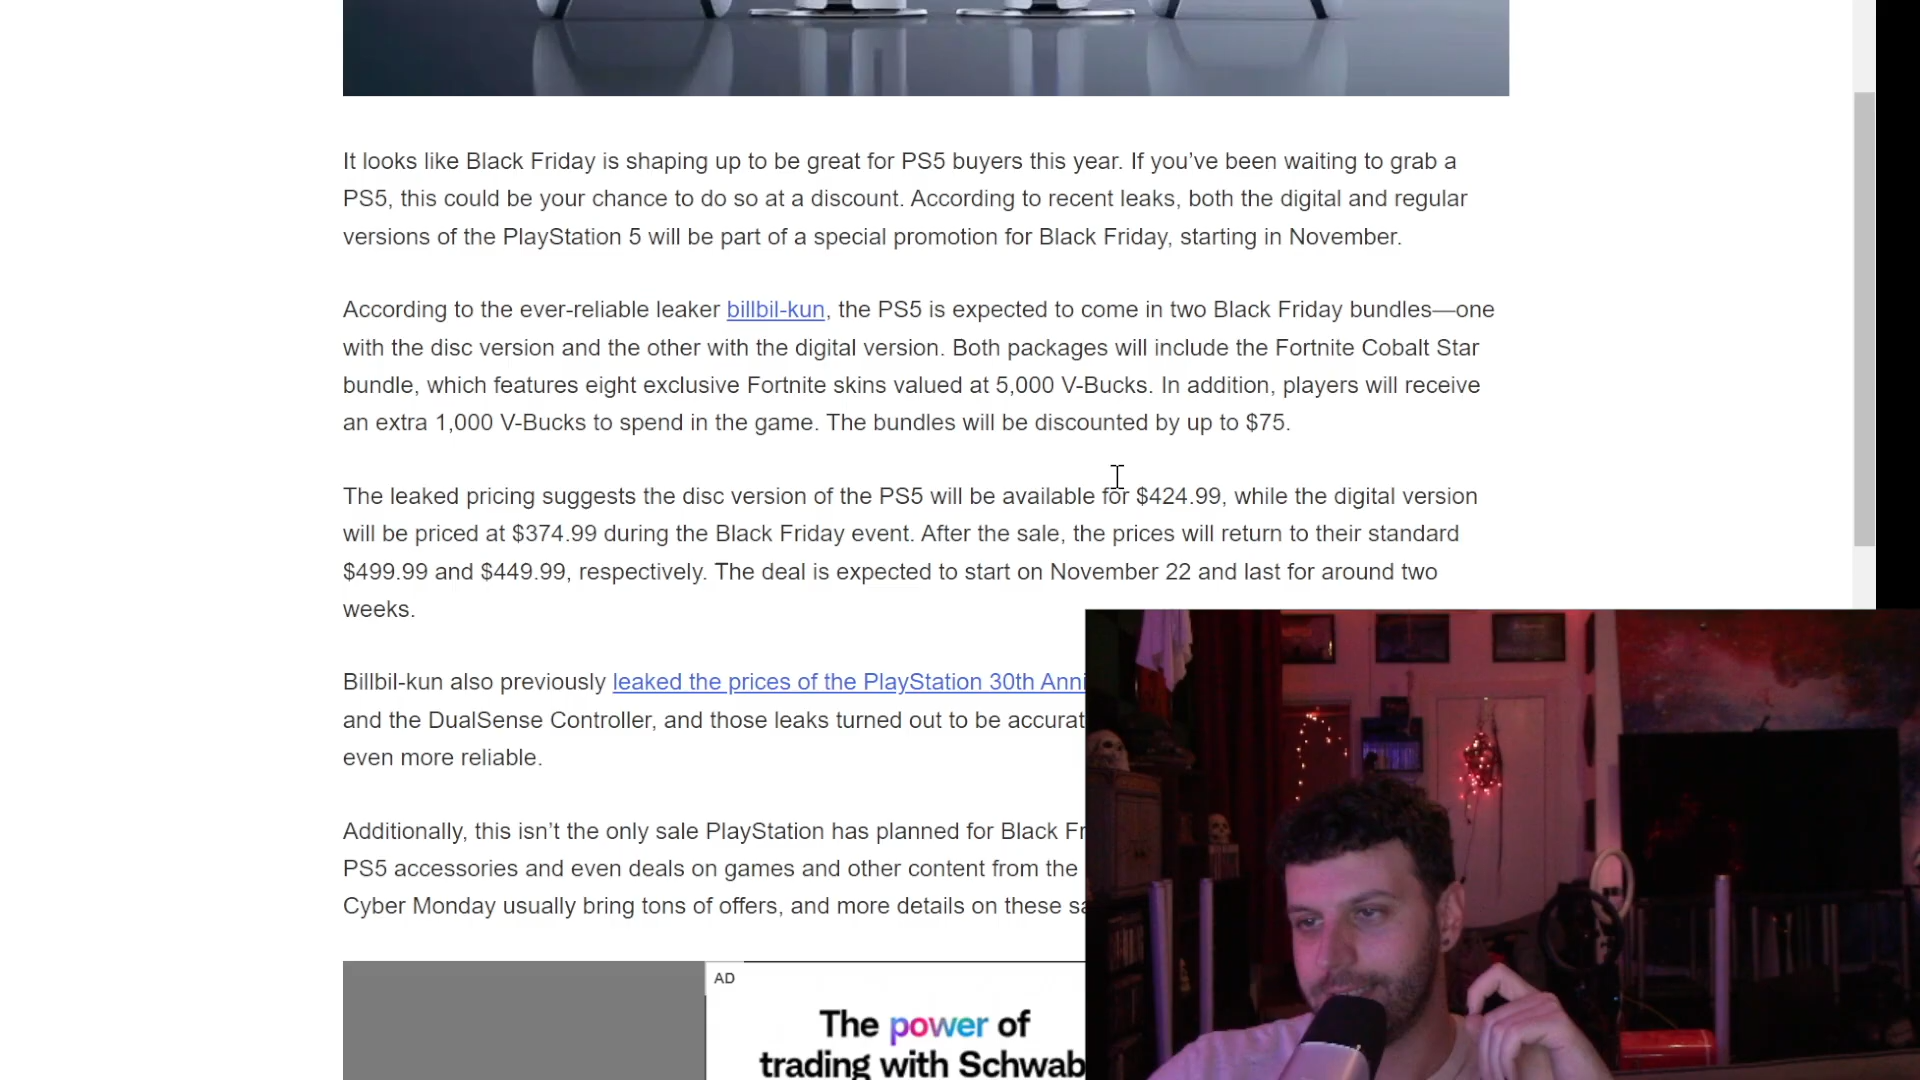 It looks like Black Friday is shaping up to be great for PS5 buyers this year. If you’ve been waiting to grab a
PS5, this could be your chance to do so at a discount. According to recent leaks, both the digital and regular
versions of the PlayStation 5 will be part of a special promotion for Black Friday, starting in November.
According to the ever-reliable leaker billbil-kun, the PS5 is expected to come in two Black Friday bundles—one
with the disc version and the other with the digital version. Both packages will include the Fortnite Cobalt Star
bundle, which features eight exclusive Fortnite skins valued at 5,000 V-Bucks. In addition, players will receive
an extra 1,000 V-Bucks to spend in the game. The bundles will be discounted by up to $75.
The leaked pricing suggests the disc version of the PS5 will be available for $424.99, while the digital version
will be priced at $374.99 during the Black Friday event. After the sale, the prices will return to their standard
$499.99 and $449.99, respectively. The deal is expected to start on November 22 and last for around two
weeks.
Billbil-kun also previously leaked the prices of the PlayStation 30th Anni
and the DualSense Controller, and those leaks turned out to be accurat
even more reliable.
Additionally, this isn’t the only sale PlayStation has planned for Black Fr
PS5 accessories and even deals on games and other content from the
Cyber Monday usually bring tons of offers, and more details on these sa
AD
The power of
trading with Schwab